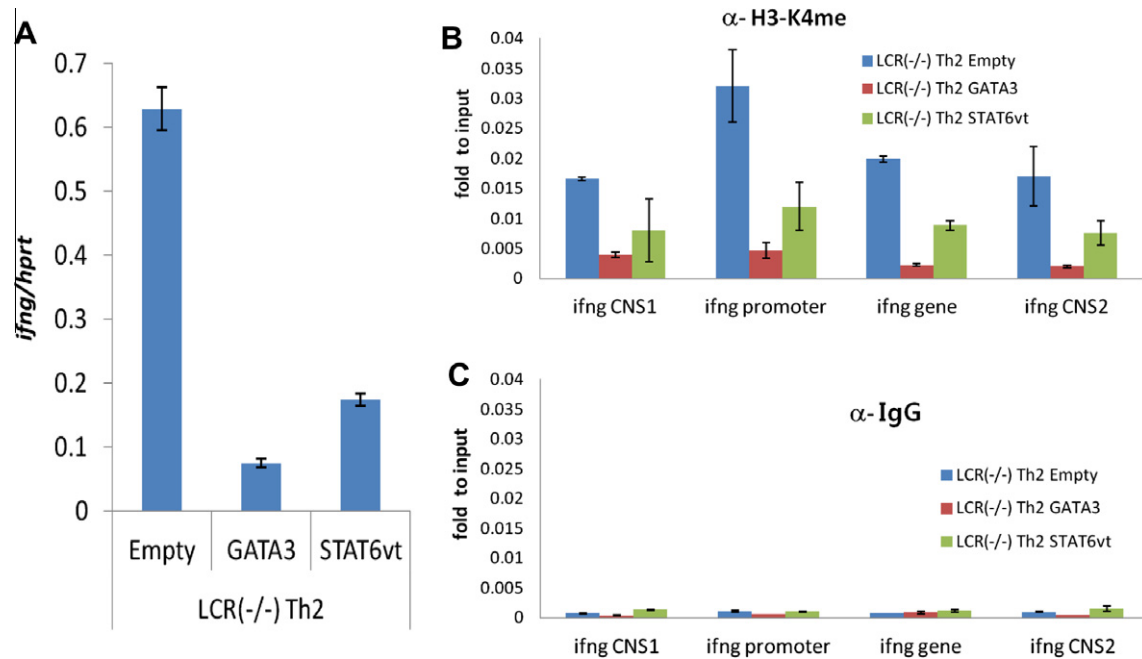 A
0.7
0.6
0.5
0.4
0.3
0.2
0.1
0
ifng/hprt
Empty GATA3 STAT6vt
LCR(-/-) Th2
B
α- H3-K4me
0.04
0.035
0.03
0.025
0.02
0.015
0.01
0.005
0
fold to input
LCR(-/-) Th2 Empty
LCR(-/-) Th2 GATA3
LCR(-/-) Th2 STAT6vt
ifng CNS1 ifng promoter ifng gene ifng CNS2
C
α- IgG
0.04
0.035
0.03
0.025
0.02
0.015
0.01
0.005
0
fold to input
LCR(-/-) Th2 Empty
LCR(-/-) Th2 GATA3
LCR(-/-) Th2 STAT6vt
ifng CNS1 ifng promoter ifng gene ifng CNS2